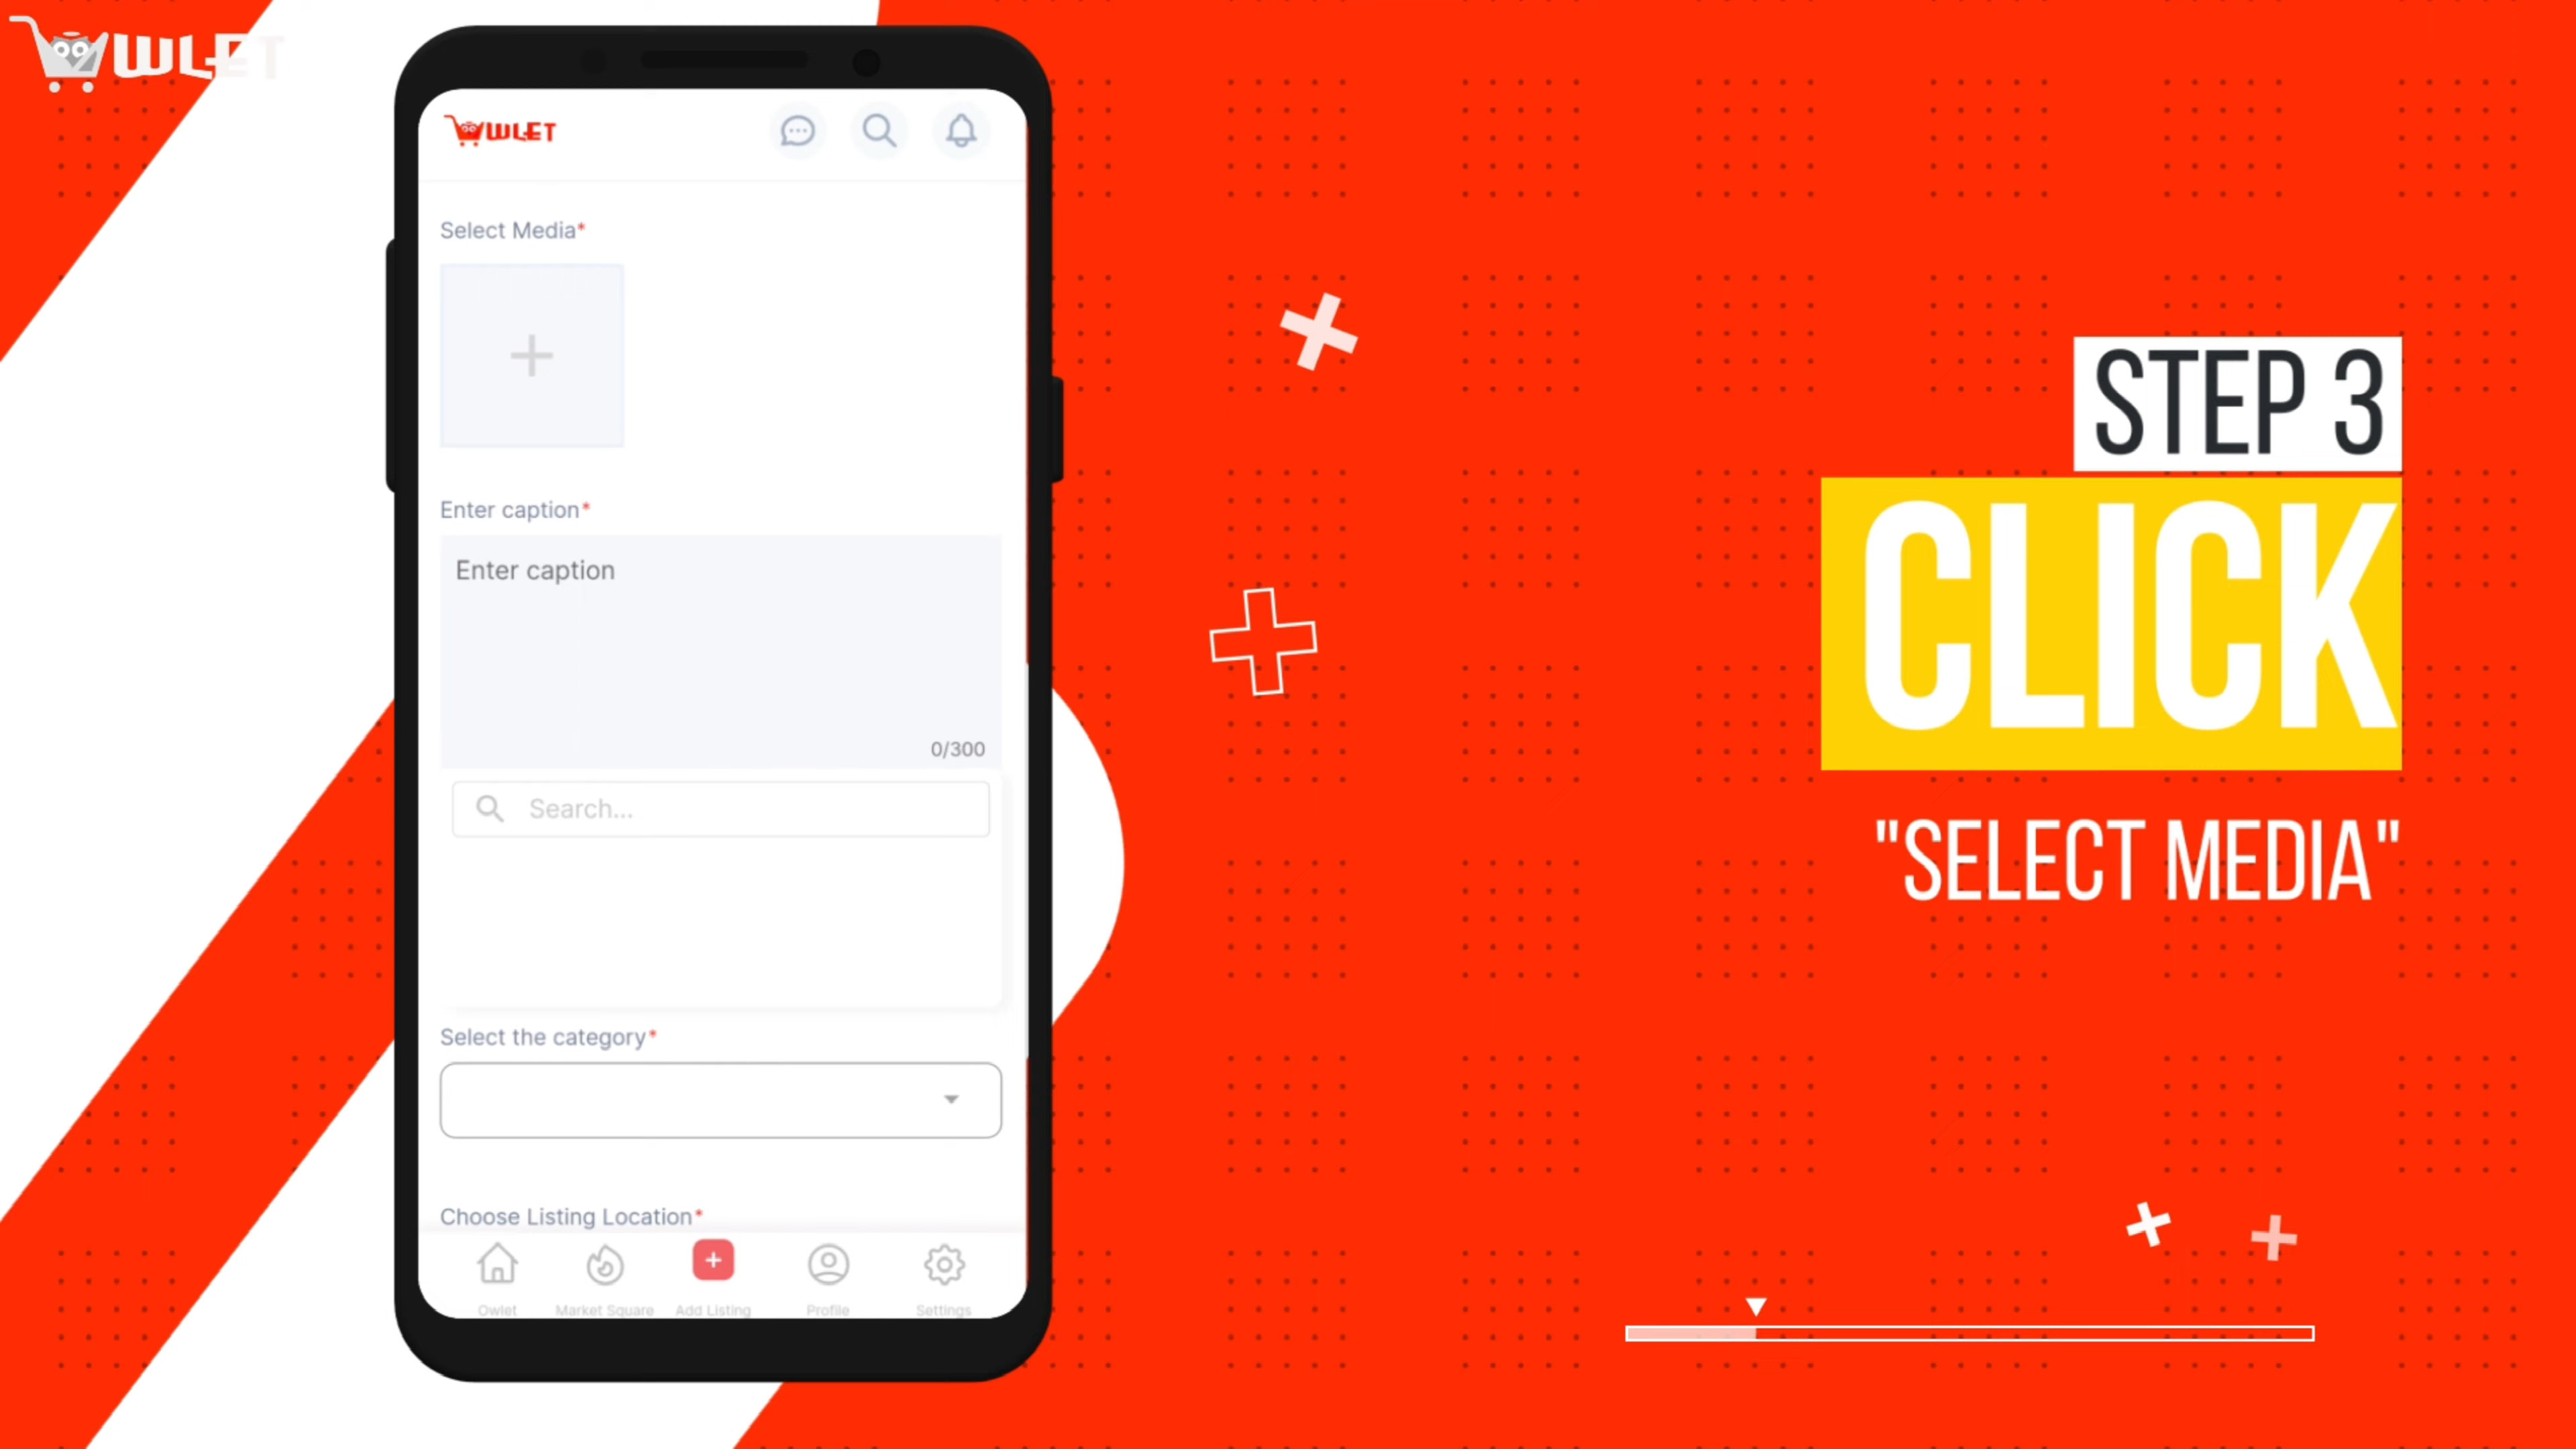 OWLET
OWLET
Select Media*
Enter caption*
Enter caption
0/300
Search...
Select the category*
Choose Listing Location*
Owlet
Market Square
Add Listing
Profile
Settings
STEP 3
CLICK
"SELECT MEDIA"